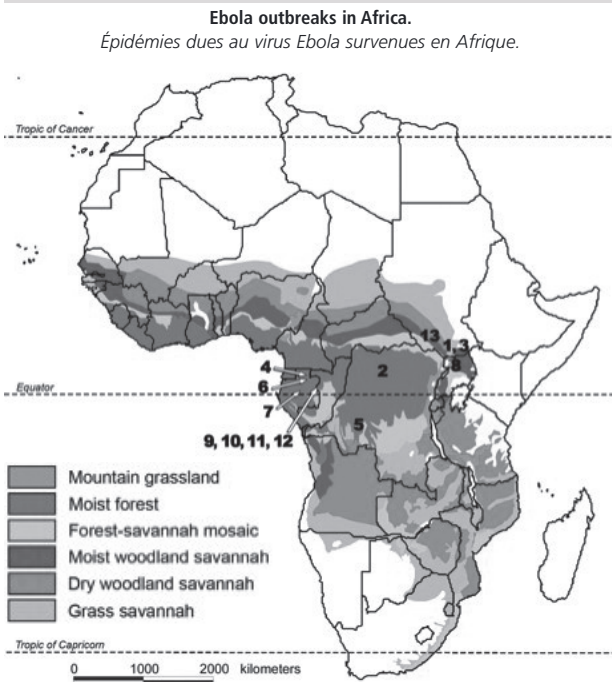 Ebola outbreaks in Africa.
Épidémies dues au virus Ebola survenues en Afrique.
Tropic of Cancer
13
1, 3
8
2
4
Equator
6
7
5
9, 10, 11, 12
Mountain grassland
Moist forest
Forest-savannah mosaic
Moist woodland savannah
Dry woodland savannah
Grass savannah
Tropic of Capricorn
0 1000 2000 kilometers